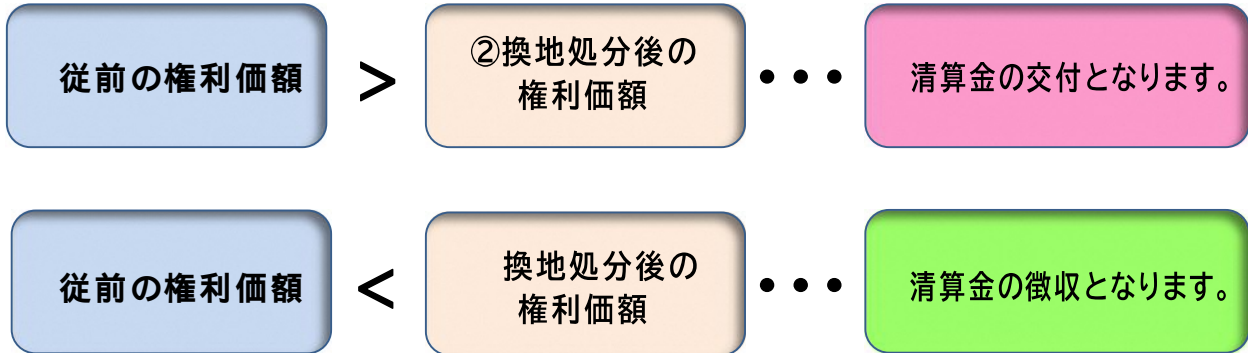 従前の権利価額 > ②換地処分後の ・・・ 清算金の交付となります。
権利価額
従前の権利価額 < 換地処分後の ・・・ 清算金の徴収となります。
権利価額